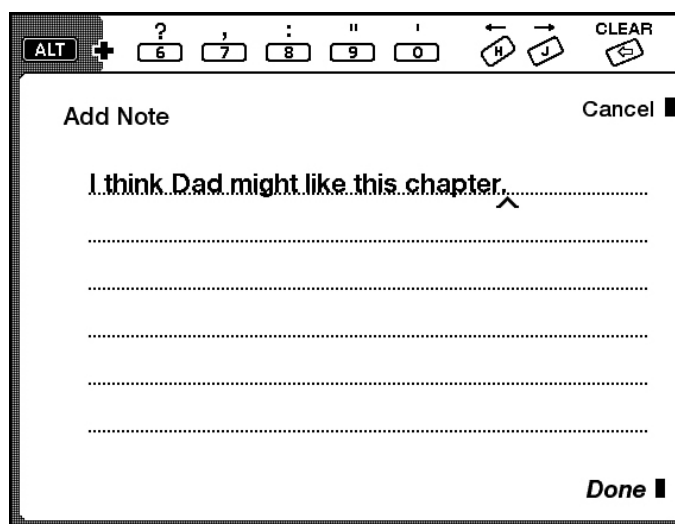 ? , : " ' ← → CLEAR
ALT + 6 7 8 9 0 H J ⇦
Add Note Cancel
I think Dad might like this chapter.
Done